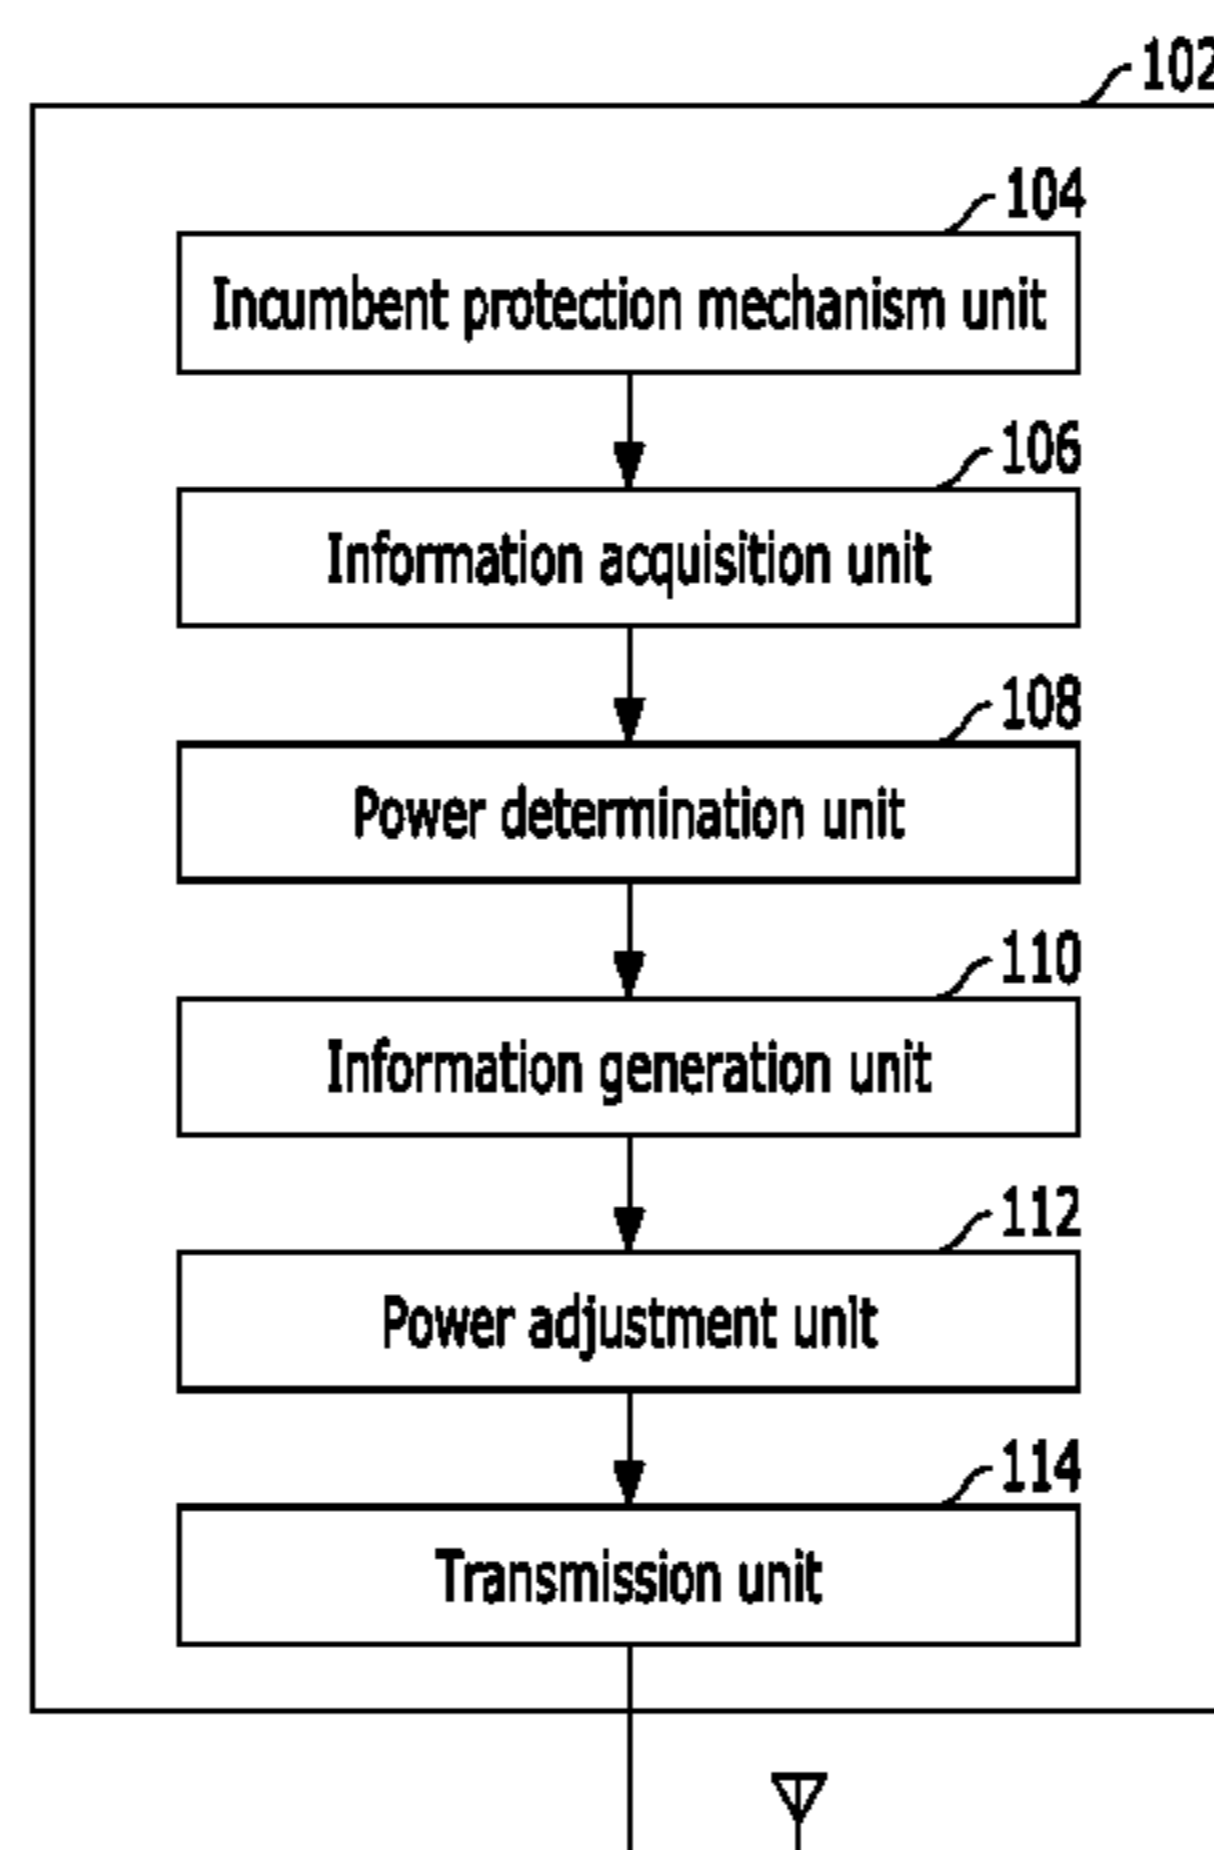 102
104
Incumbent protection mechanism unit
106
Information acquisition unit
108
Power determination unit
110
Information generation unit
112
Power adjustment unit
114
Transmission unit